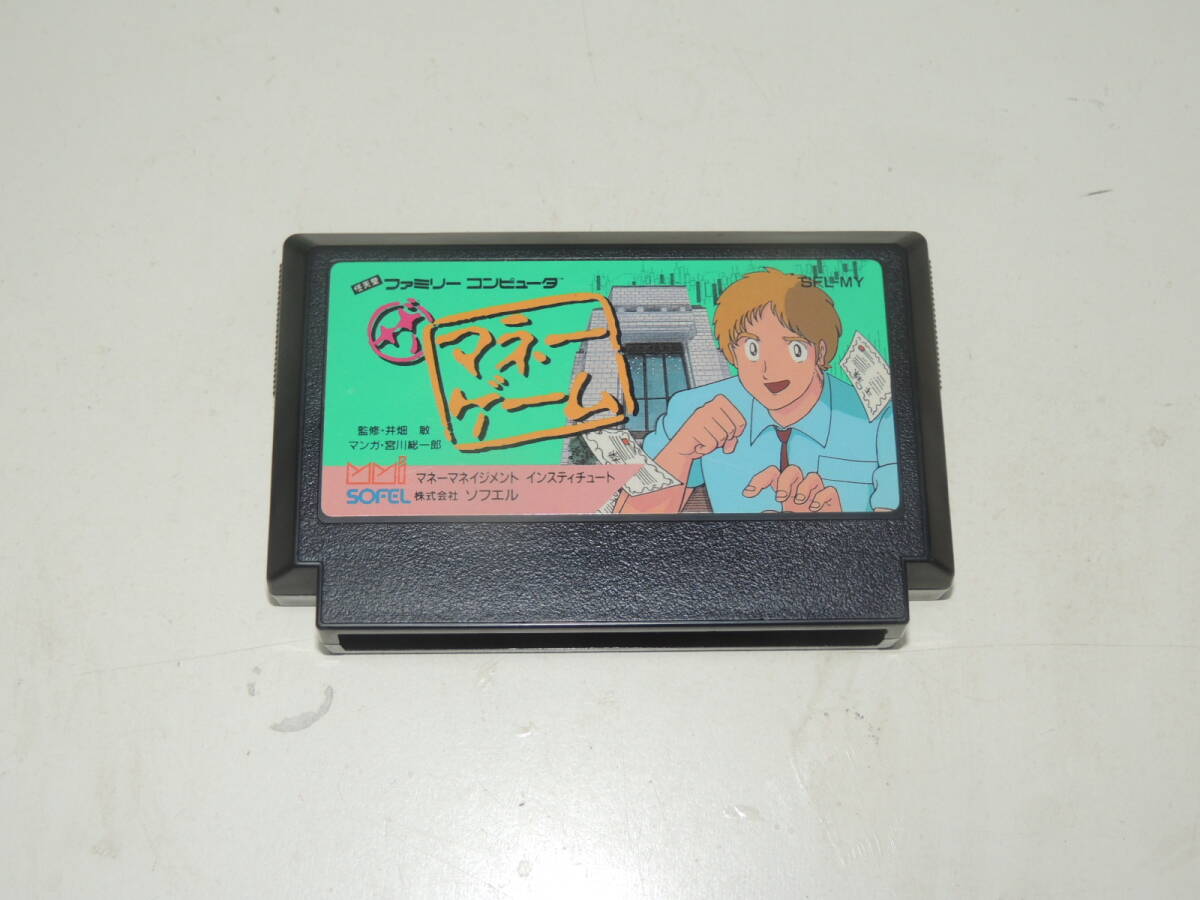 任天堂 ファミリー コンピュータ™
SFL-MY
ザ
マネー
ゲーム
監修・井畑 敏
マンガ・宮川総一郎
MMi マネーマネイジメント インスティチュート
SOFEL 株式会社 ソフエル